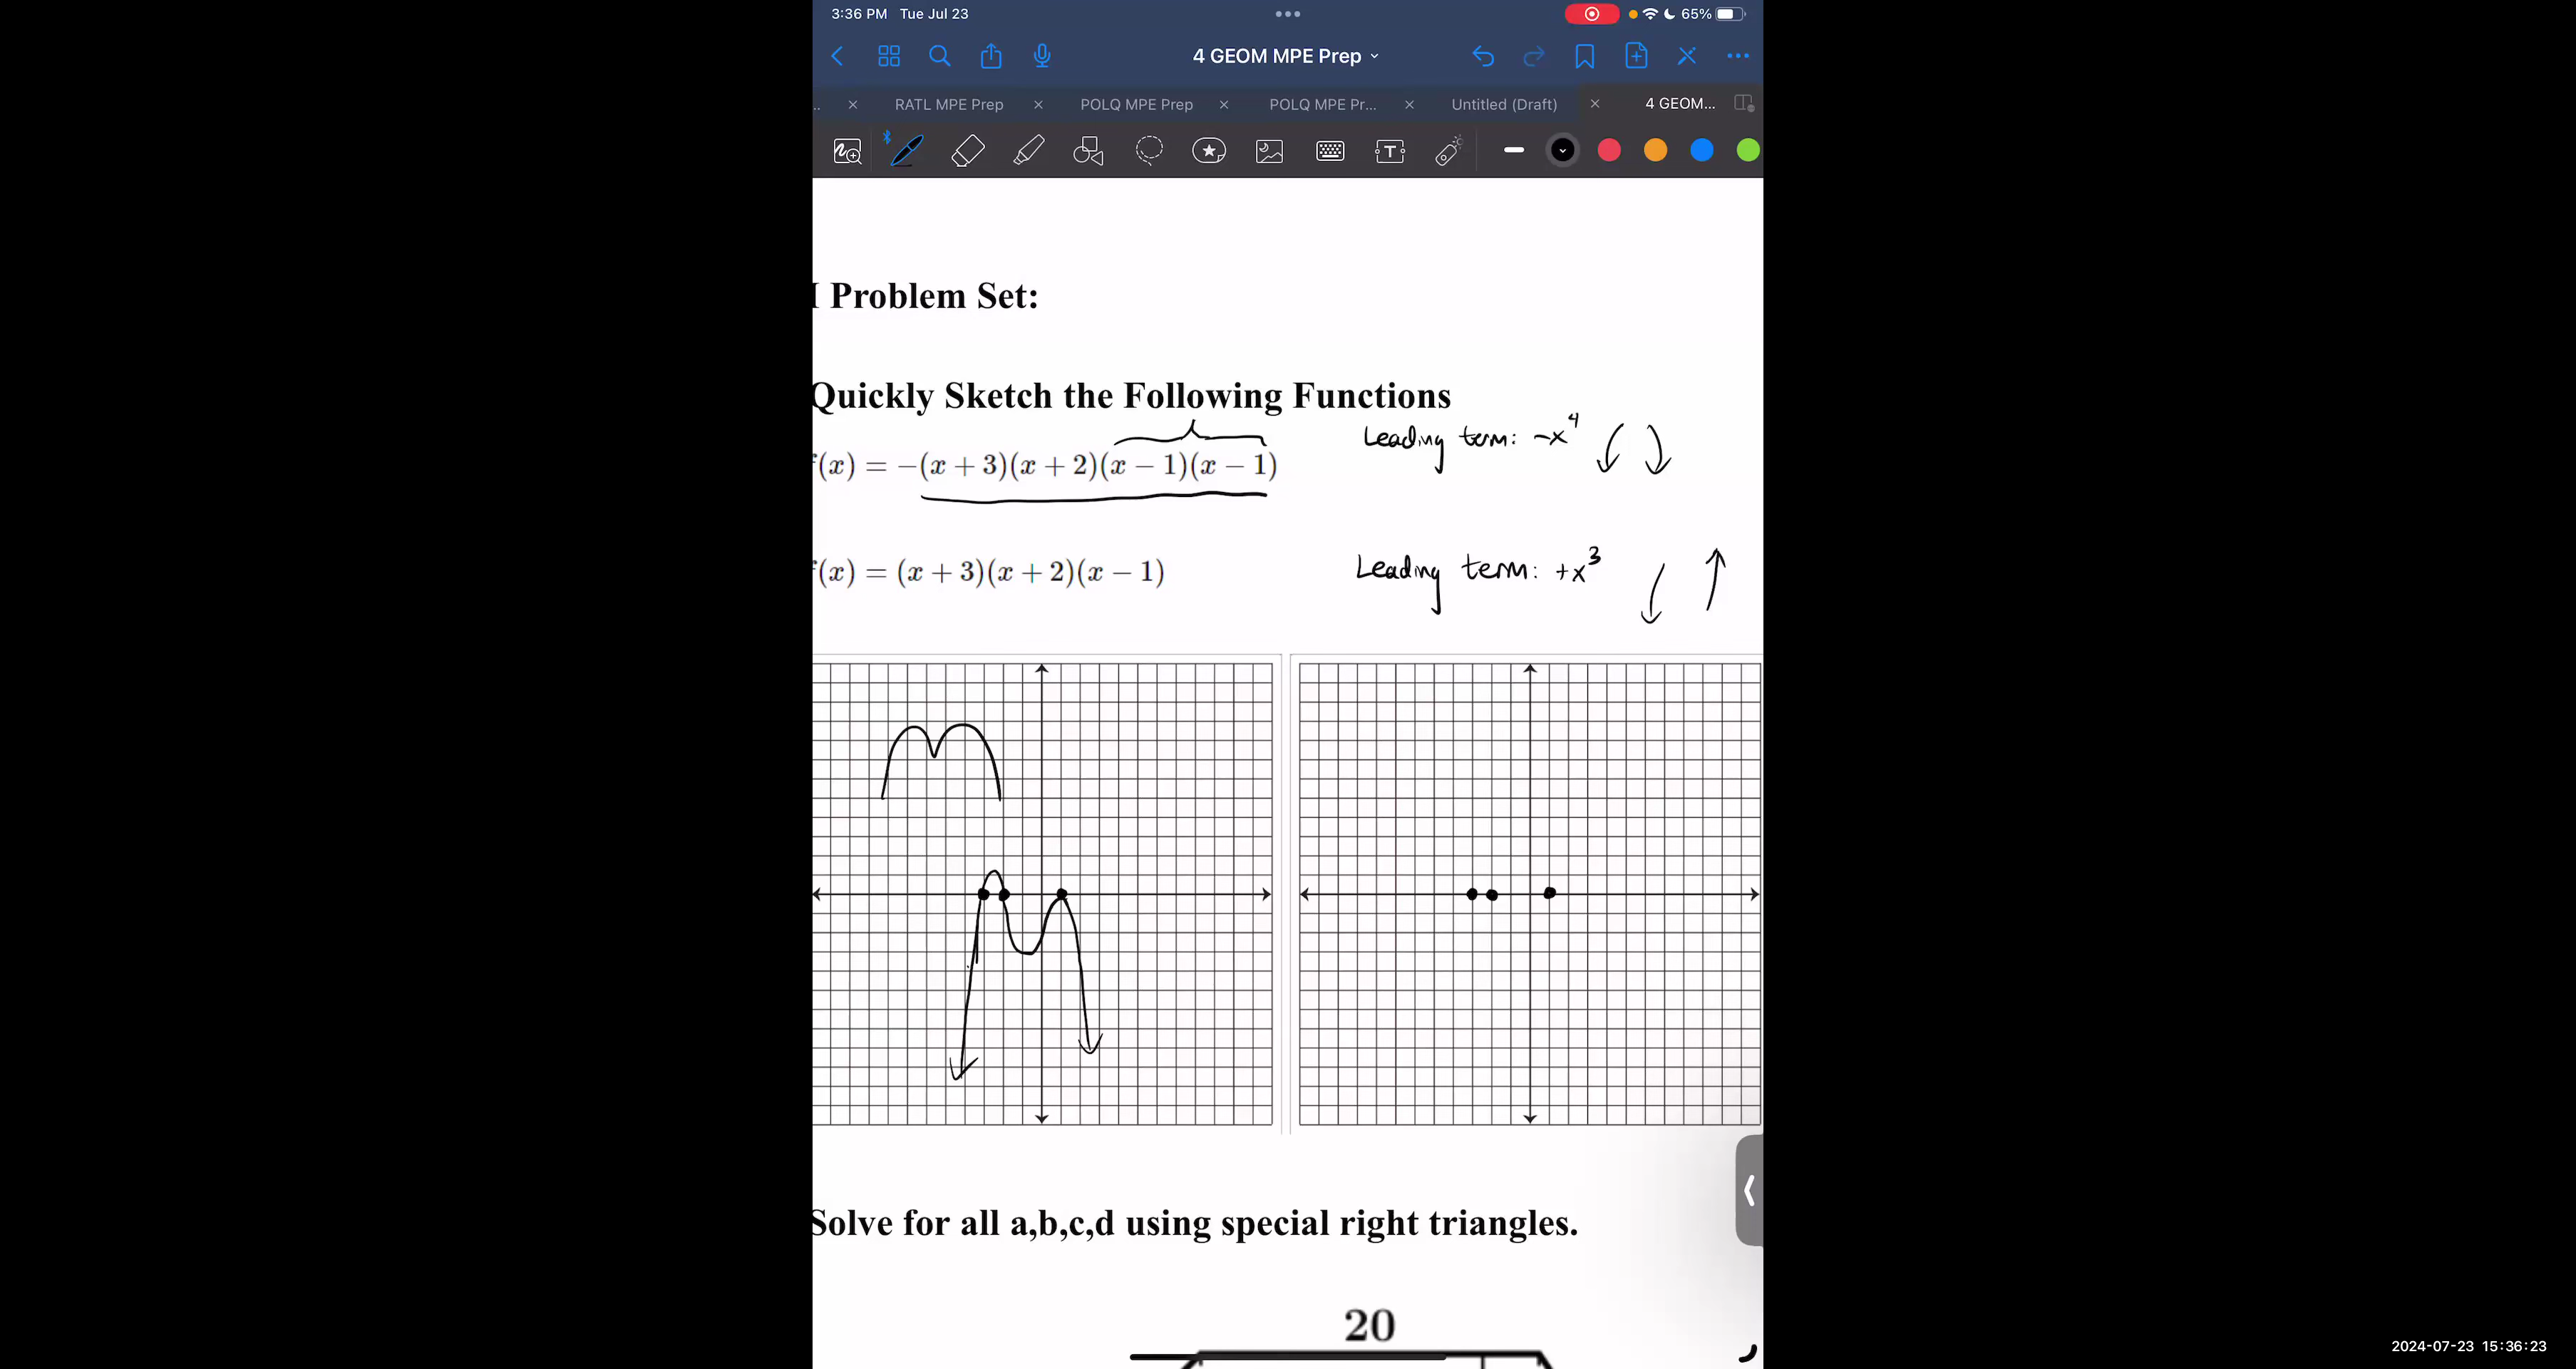 3:36 PM Tue Jul 23
65%
4 GEOM MPE Prep
.. RATL MPE Prep POLQ MPE Prep POLQ MPE Pr... Untitled (Draft) 4 GEOM...
T
I Problem Set:
Quickly Sketch the Following Functions
Leading term: -x⁴
f(x) = −(x + 3)(x + 2)(x − 1)(x − 1)
Leading term: +x³
f(x) = (x + 3)(x + 2)(x − 1)
Solve for all a,b,c,d using special right triangles.
20
2024-07-23 15:36:23